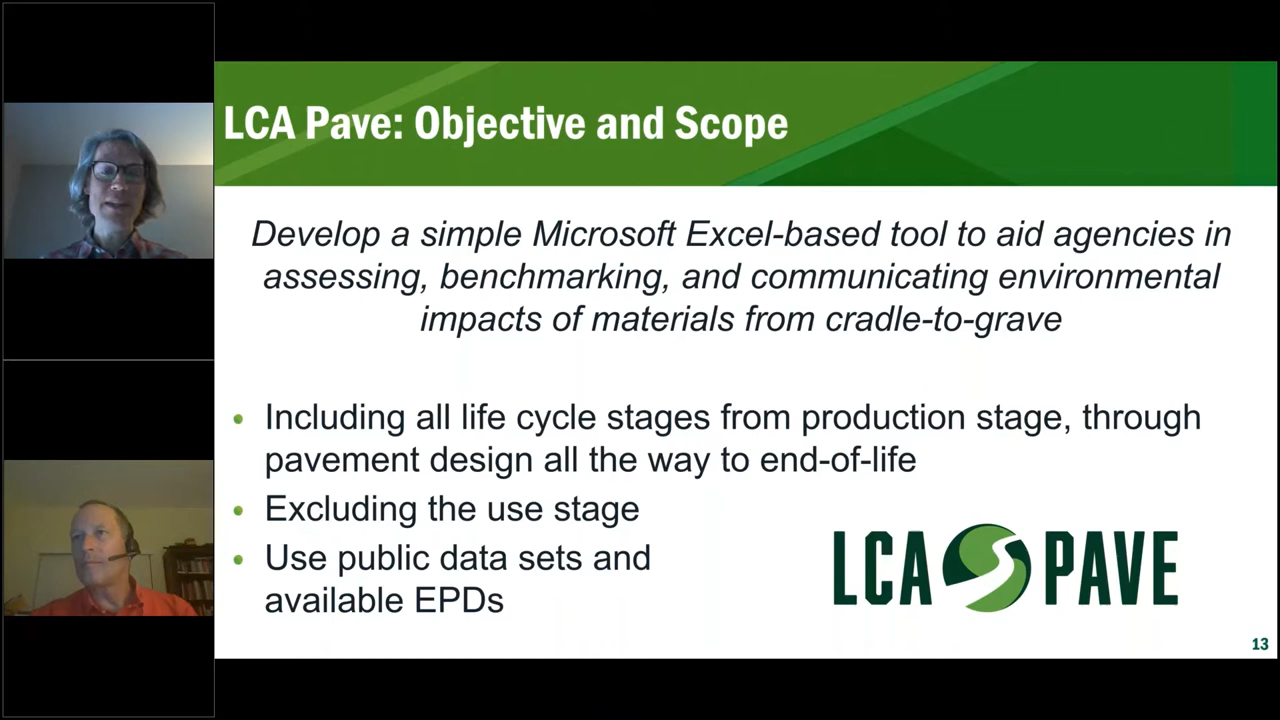 LCA Pave: Objective and Scope
Develop a simple Microsoft Excel-based tool to aid agencies in
assessing, benchmarking, and communicating environmental
impacts of materials from cradle-to-grave
• Including all life cycle stages from production stage, through
pavement design all the way to end-of-life
• Excluding the use stage
• Use public data sets and
available EPDs
LCA PAVE
13